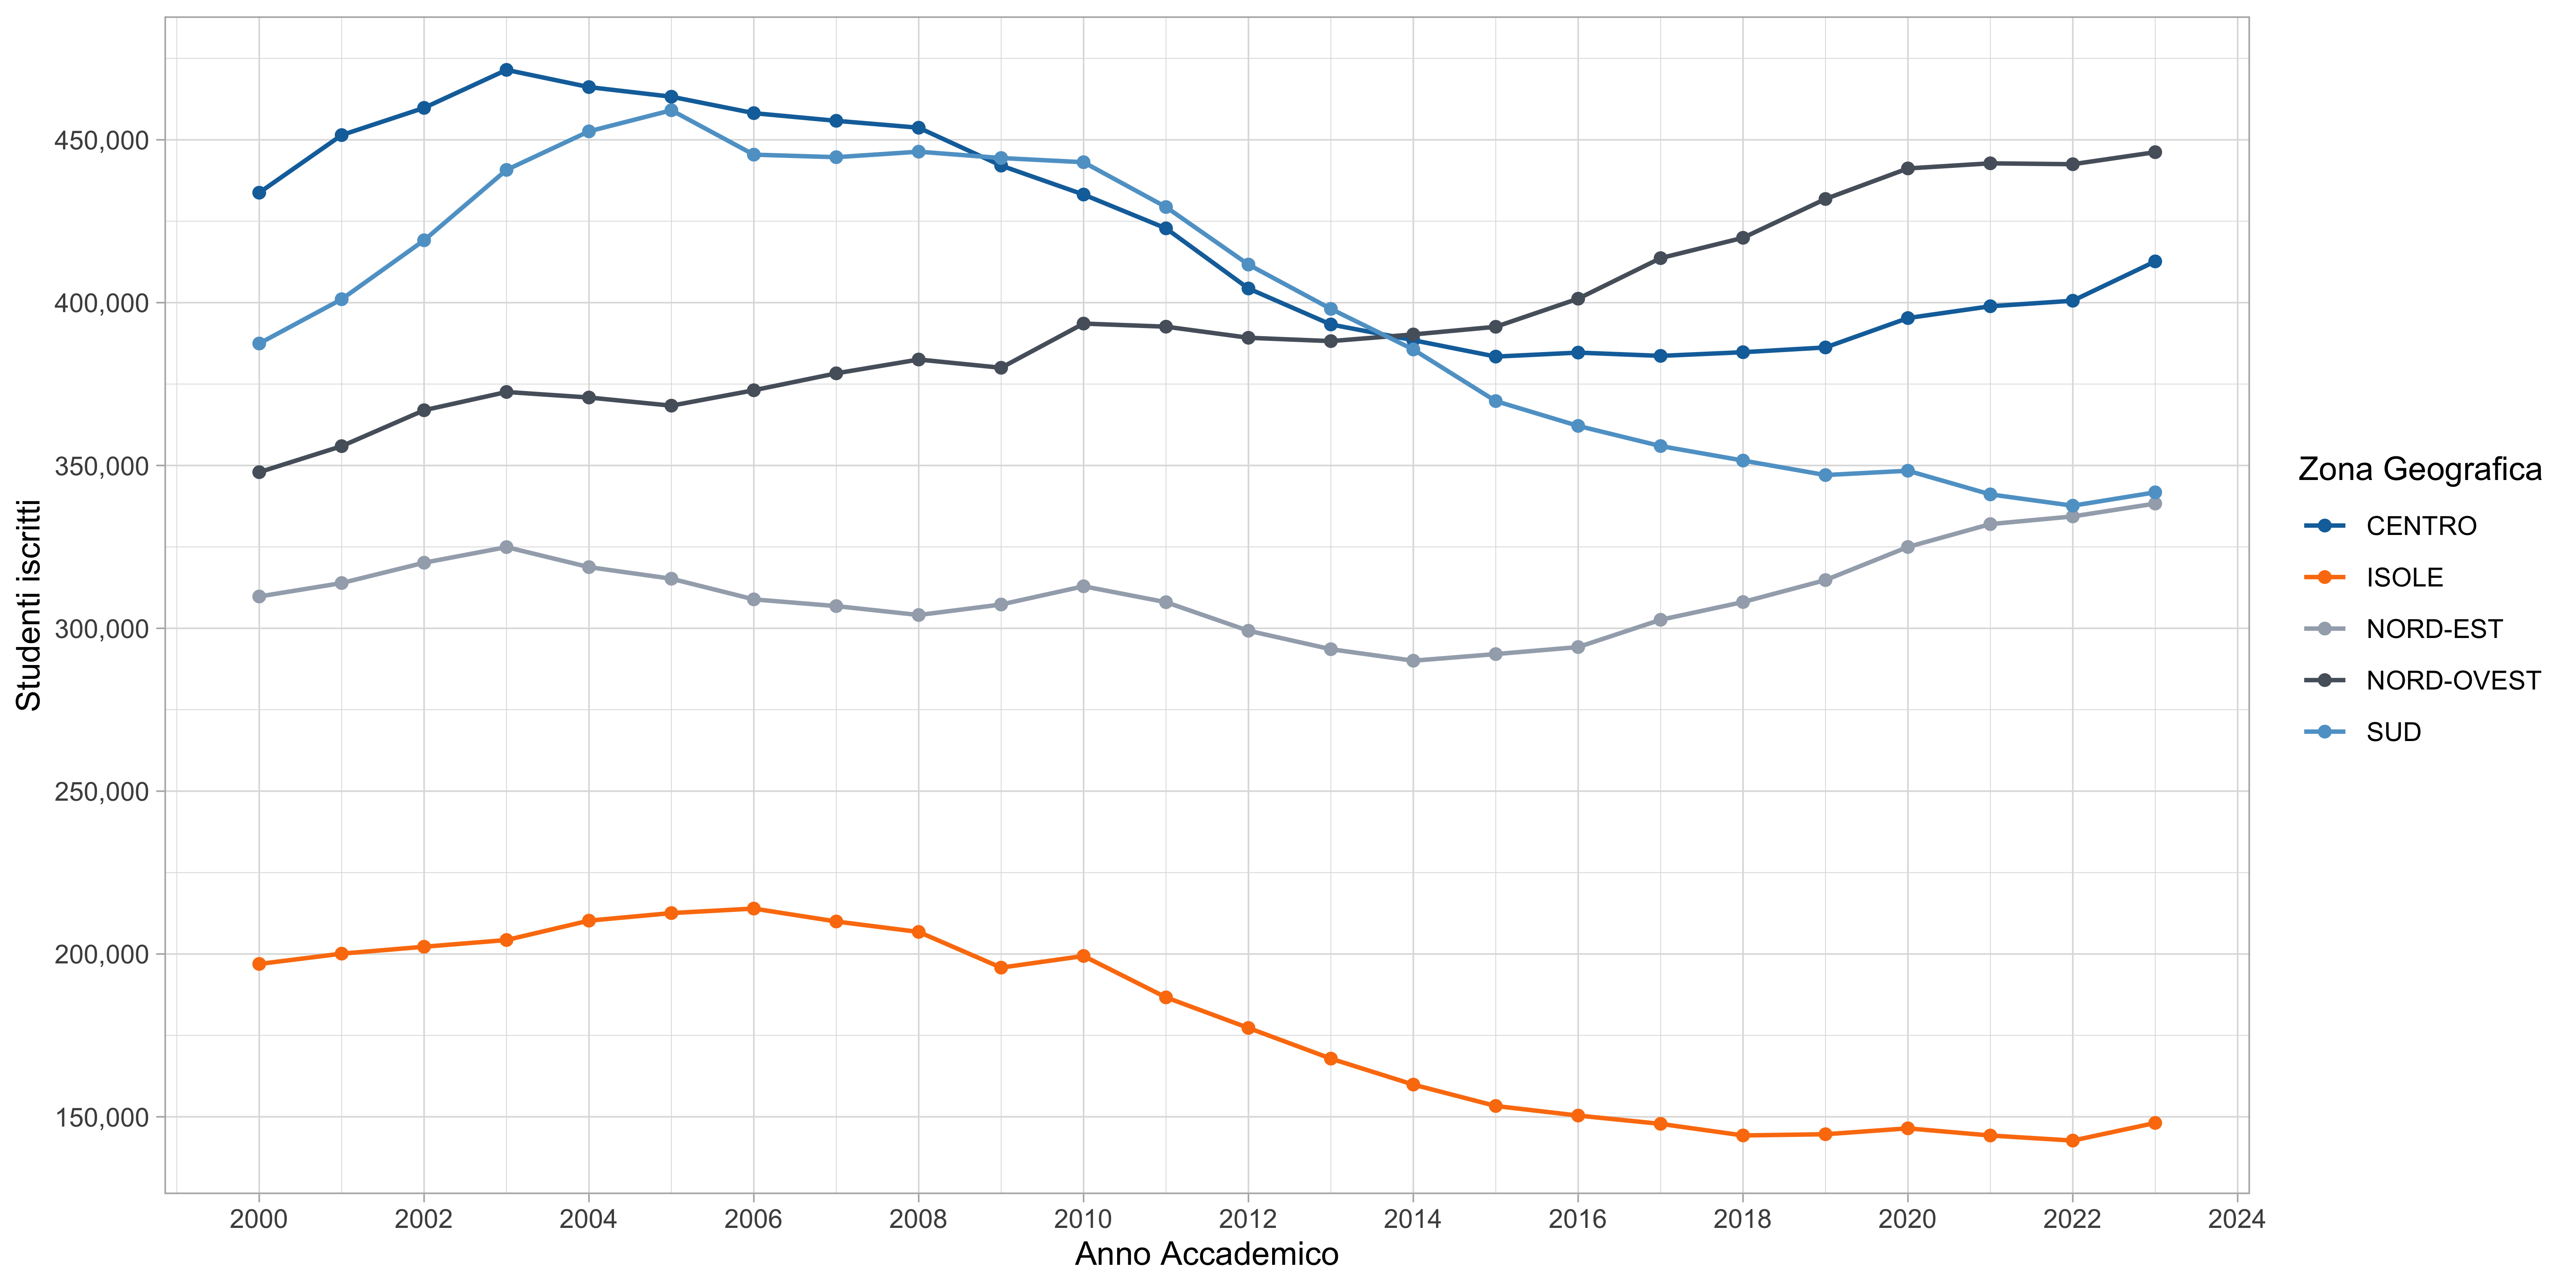 450,000
400,000
350,000
300,000
250,000
200,000
150,000
Studenti iscritti
2000 2002 2004 2006 2008 2010 2012 2014 2016 2018 2020 2022 2024
Anno Accademico
Zona Geografica
CENTRO
ISOLE
NORD-EST
NORD-OVEST
SUD